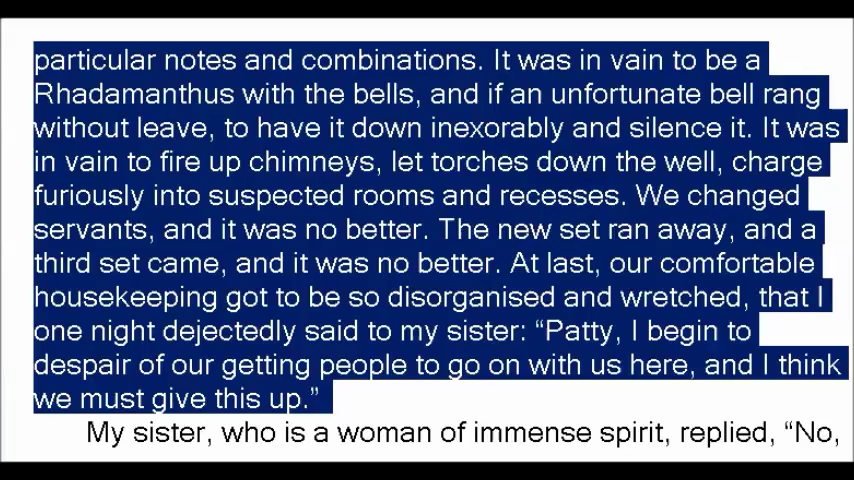 particular notes and combinations. It was in vain to be a
Rhadamanthus with the bells, and if an unfortunate bell rang
without leave, to have it down inexorably and silence it. It was
in vain to fire up chimneys, let torches down the well, charge
furiously into suspected rooms and recesses. We changed
servants, and it was no better. The new set ran away, and a
third set came, and it was no better. At last, our comfortable
housekeeping got to be so disorganised and wretched, that I
one night dejectedly said to my sister: “Patty, I begin to
despair of our getting people to go on with us here, and I think
we must give this up.”
My sister, who is a woman of immense spirit, replied, “No,